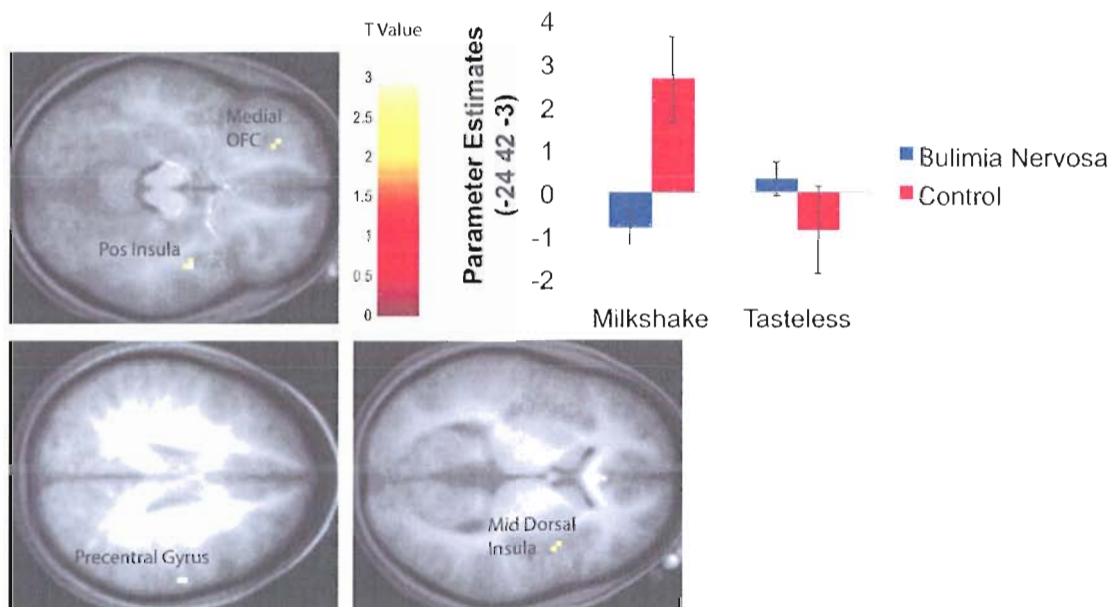 T Value
3
2.5
2
1.5
1
0.5
0
Medial
OFC
Pos Insula
Parameter Estimates
(-24 42 -3)
4
3
2
1
0
-1
-2
Milkshake Tasteless
Bulimia Nervosa
Control
Precentral Gyrus
Mid Dorsal
Insula